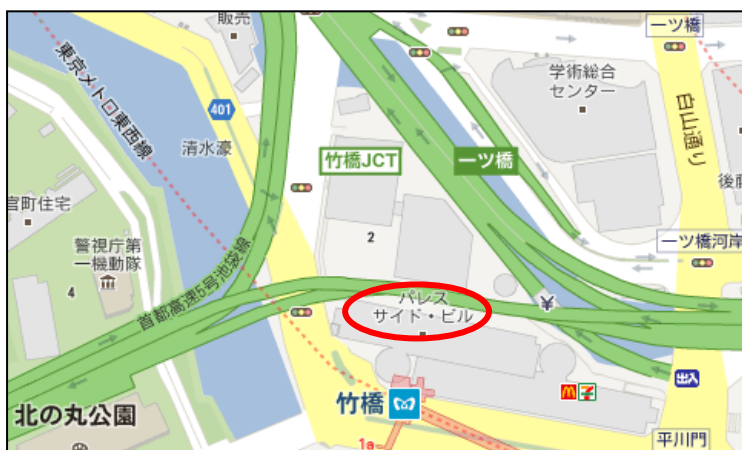 販売
一ツ橋
東京メトロ東西線
学術総合
センター
白山通り
401
清水濠
竹橋JCT
一ツ橋
後藤
官町住宅
警視庁第
一機動隊
2
一ツ橋河岸
4
首都高速5号池袋線
パレス
サイド・ビル
¥
出入
北の丸公園
竹橋
M
7
1a
平川門